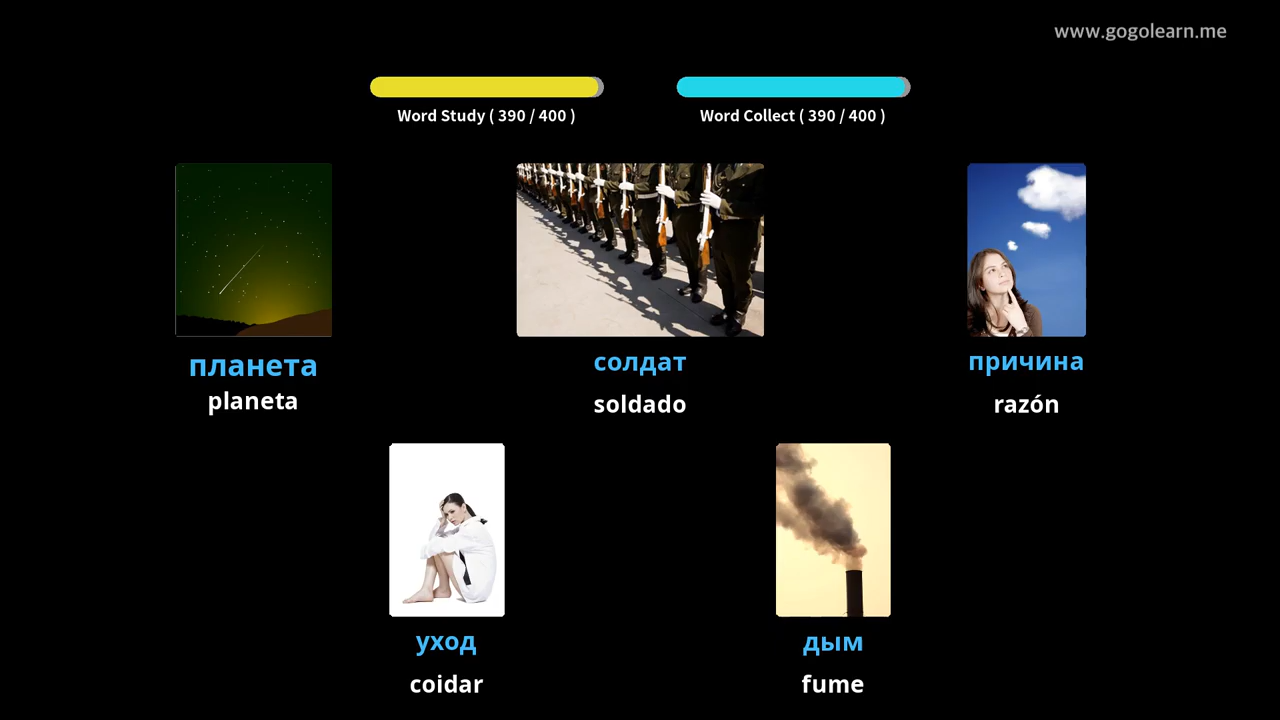 www.gogolearn.me
Word Study ( 390 / 400 )
Word Collect ( 390 / 400 )
планета
planeta
солдат
soldado
причина
razón
уход
coidar
дым
fume